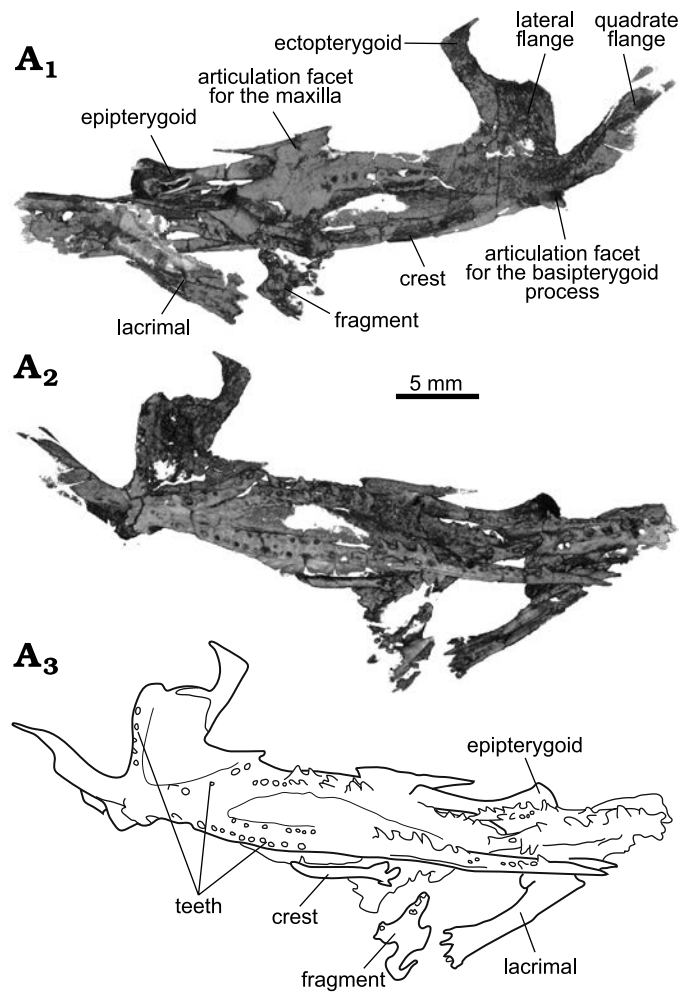 A1
ectopterygoid
lateral
flange
quadrate
flange
articulation facet
for the maxilla
epipterygoid
crest
articulation facet
for the basipterygoid
process
lacrimal
fragment
A2
5 mm
A3
epipterygoid
teeth
crest
lacrimal
fragment